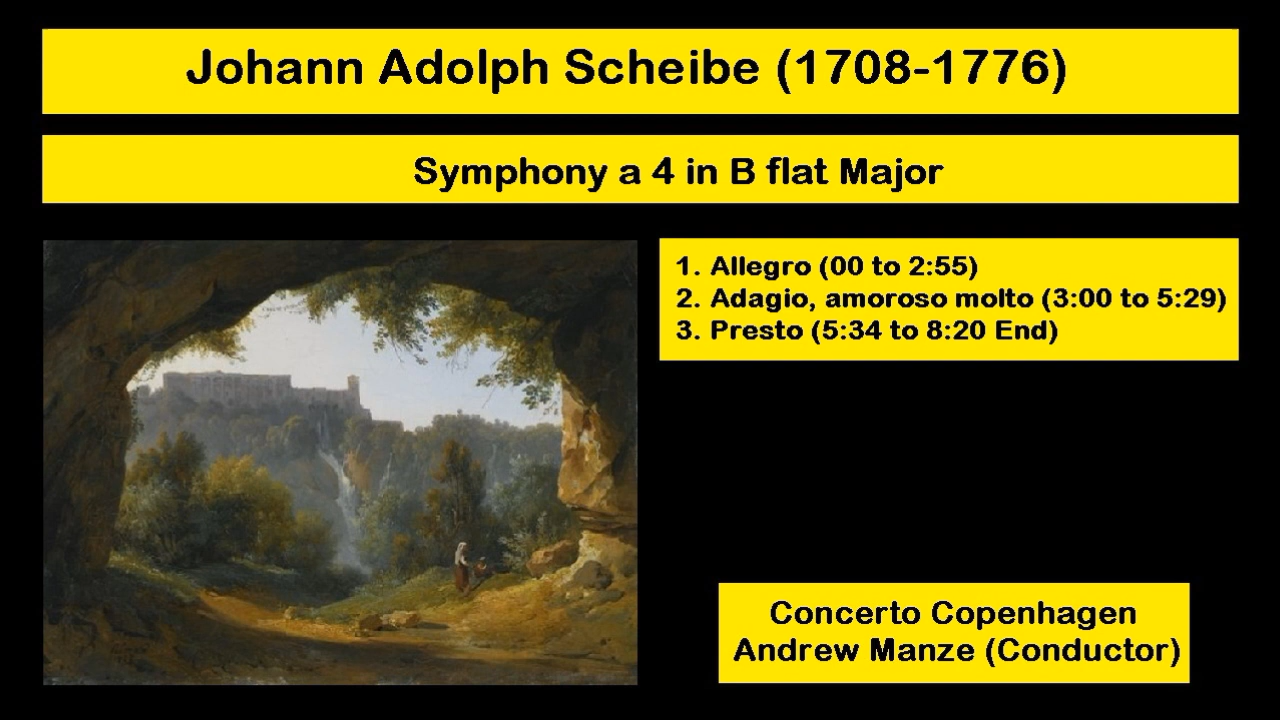 Johann Adolph Scheibe (1708-1776)
Symphony a 4 in B flat Major
1. Allegro (00 to 2:55)
2. Adagio, amoroso molto (3:00 to 5:29)
3. Presto (5:34 to 8:20 End)
Concerto Copenhagen
Andrew Manze (Conductor)